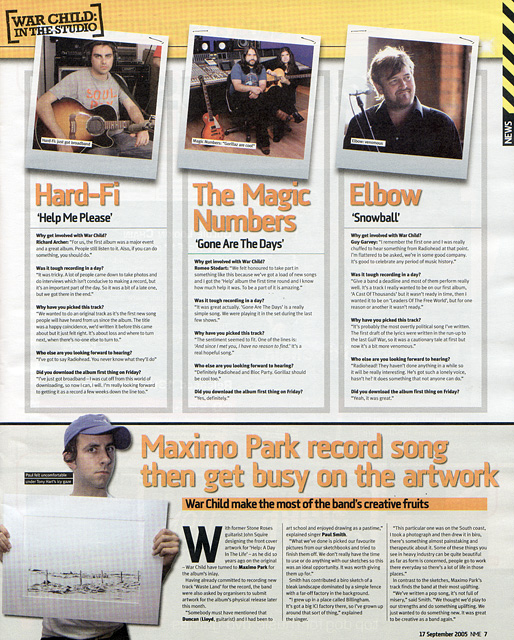 WAR CHILD:
IN THE STUDIO
Hard-Fi: just got broadband
Magic Numbers: "Gorillaz are cool"
Elbow: venomous
NEWS
Hard-Fi
'Help Me Please'
Why get involved with War Child?
Richard Archer: "For us, the first album was a major event
and a great album. People still listen to it. Also, if you can do
something, you should do."
Was it tough recording in a day?
"It was tricky. A lot of people came down to take photos and
do interviews which isn't conducive to making a record, but
it's an important part of the day. So it was a bit of a late one,
but we got there in the end."
Why have you picked this track?
"We wanted to do an original track as it's the first new song
people will have heard from us since the album. The title
was a happy coincidence, we'd written it before this came
about but it just felt right. It's about loss and where to turn
next, when there's no one else to turn to."
Who else are you looking forward to hearing?
"I've got to say Radiohead. You never know what they'll do"
Did you download the album first thing on Friday?
"I've just got broadband – I was cut off from this world of
downloading, so now I can, I will. I'm really looking forward
to getting it as a record a few weeks down the line too."
The Magic
Numbers
'Gone Are The Days'
Why get involved with War Child?
Romeo Stodart: "We felt honoured to take part in
something like this because we've got a load of new songs
and I got the 'Help' album the first time round and I know
how much help it was. To be a part of it is amazing."
Was it tough recording in a day?
"It was great actually. 'Gone Are The Days' is a really
simple song. We were playing it in the set during the last
few shows."
Why have you picked this track?
"The sentiment seemed to fit. One of the lines is:
'And since I met you, I have no reason to find.' It's a
real hopeful song."
Who else are you looking forward to hearing?
"Definitely Radiohead and Bloc Party. Gorillaz should
be cool too."
Did you download the album first thing on Friday?
"Yes, definitely."
Elbow
'Snowball'
Why get involved with War Child?
Guy Garvey: "I remember the first one and I was really
chuffed to hear something from Radiohead at that point.
I'm flattered to be asked, we're in some good company.
It's good to celebrate any period of music history."
Was it tough recording in a day?
"Give a band a deadline and most of them perform really
well. It's a track I really wanted to be on our first album,
'A Cast Of Thousands' but it wasn't ready in time, then I
wanted it to be on 'Leaders Of The Free World', but for one
reason or another it wasn't ready."
Why have you picked this track?
"It's probably the most overtly political song I've written.
The first draft of the lyrics were written in the run-up to
the last Gulf War, so it was a cautionary tale at first but
now it's a bit more venomous."
Who else are you looking forward to hearing?
"Radiohead! They haven't done anything in a while so
it will be really interesting. He's got such a lonely voice,
hasn't he? It does something that not anyone can do."
Did you download the album first thing on Friday?
"Yeah, it was great."
Paul felt uncomfortable
under Tony Hart's icy gaze
Maximo Park record song
then get busy on the artwork
War Child make the most of the band's creative fruits
With former Stone Roses
guitarist John Squire
designing the front cover
artwork for 'Help: A Day
In The Life' – as he did 10
years ago on the original
– War Child have turned to Maximo Park for
the album's inlay.
Having already committed to recording new
track 'Waste Land' for the record, the band
were also asked by organisers to submit
artwork for the album's physical release later
this month.
"Somebody must have mentioned that
Duncan (Lloyd, guitarist) and I had been to
art school and enjoyed drawing as a pastime,"
explained singer Paul Smith.
"What we've done is picked our favourite
pictures from our sketchbooks and tried to
finish them off. We don't really have the time
to use or do anything with our sketches so this
was an ideal opportunity. It was worth giving
them up for."
Smith has contributed a biro sketch of a
bleak landscape dominated by a simple fence
with a far off factory in the background.
"I grew up in a place called Billingham.
It's got a big ICI factory there, so I've grown up
around that sort of thing," explained
the singer.
"This particular one was on the South coast,
I took a photograph and then drew it in biro,
there's something almost painstaking and
therapeutic about it. Some of these things you
see in heavy industry can be quite beautiful
as far as form is concerned, people go to work
there everyday so there's a lot of life in those
places."
In contrast to the sketches, Maximo Park's
track finds the band at their most uplifting.
"We've written a pop song, it's not full of
misery," said Smith. "We thought we'd play to
our strengths and do something uplifting. We
just wanted to do something new. It was great
to be creative as a band again."
17 September 2005 NME 7